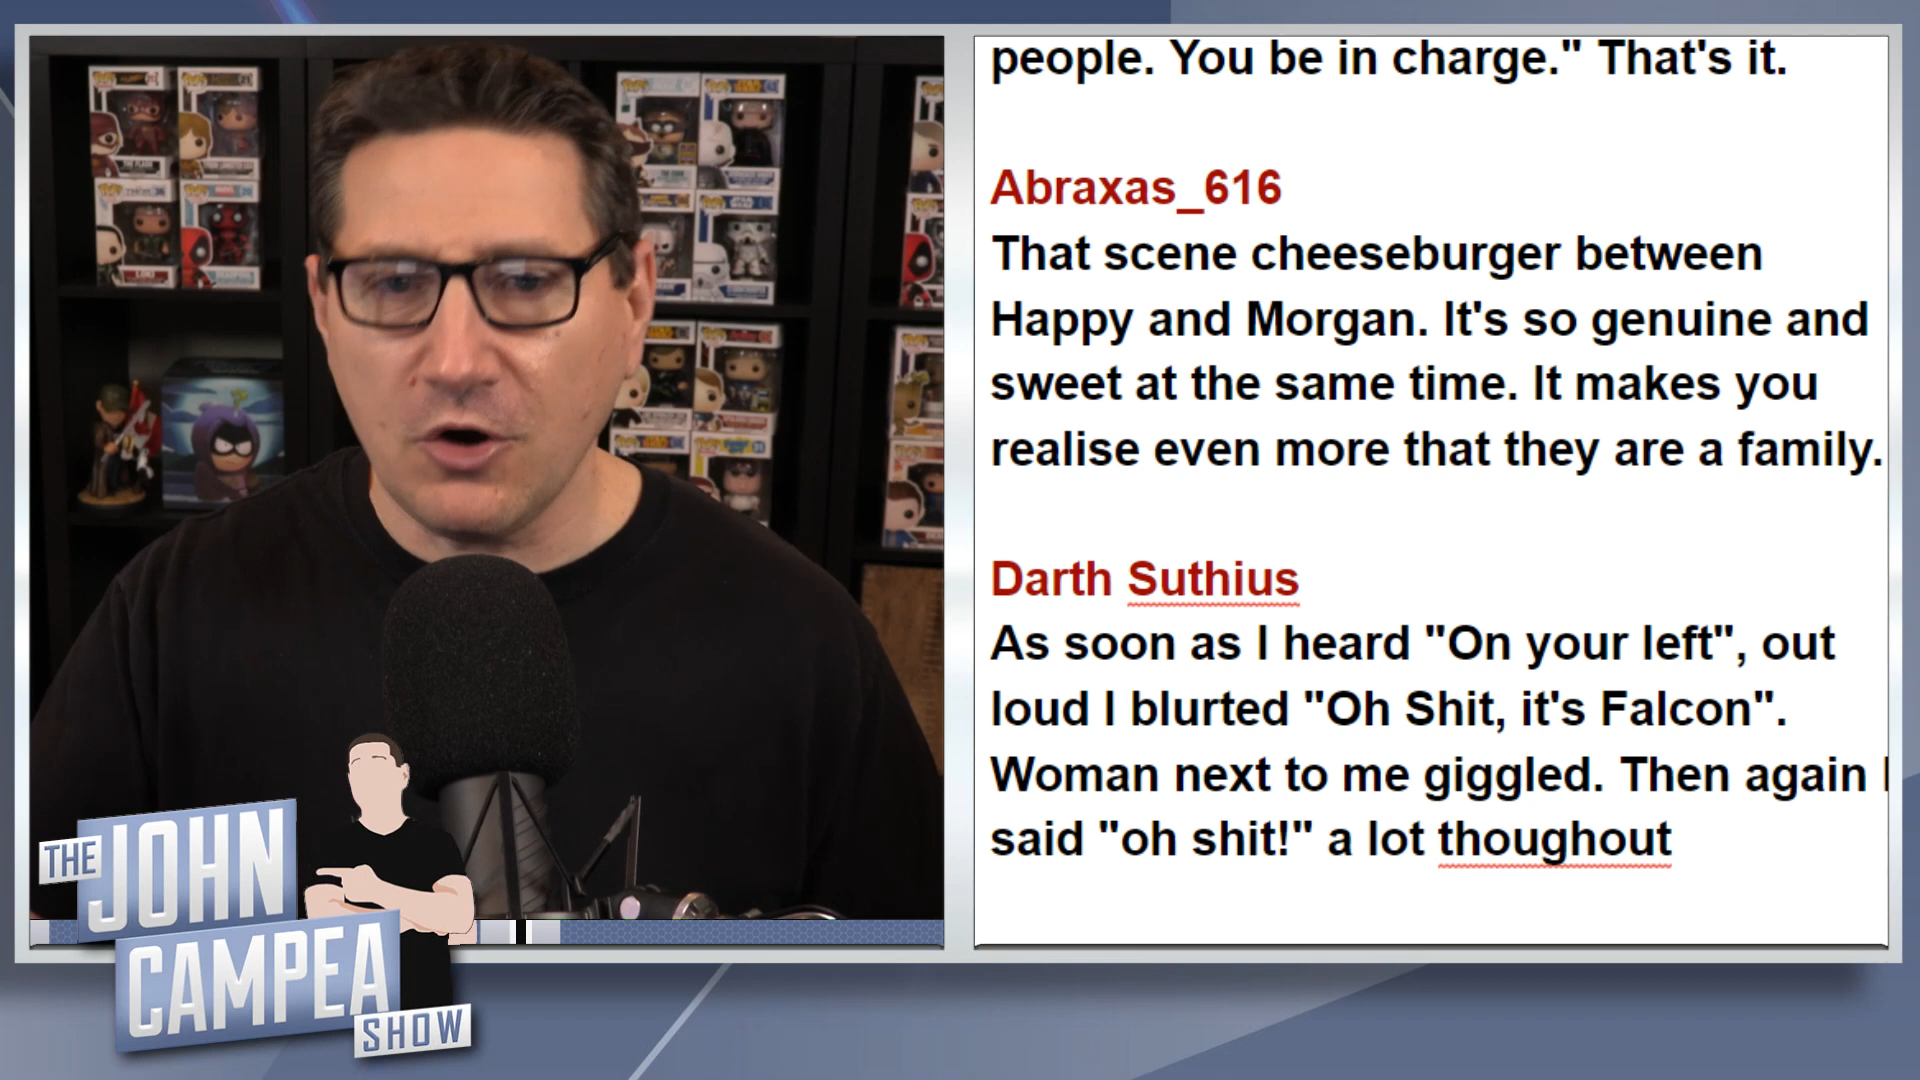 people. You be in charge." That's it.
Abraxas_616
That scene cheeseburger between
Happy and Morgan. It's so genuine and
sweet at the same time. It makes you
realise even more that they are a family.
Darth Suthius
As soon as I heard "On your left", out
loud I blurted "Oh Shit, it's Falcon".
Woman next to me giggled. Then again I
said "oh shit!" a lot thoughout
THE
JOHN
CAMPEA
SHOW